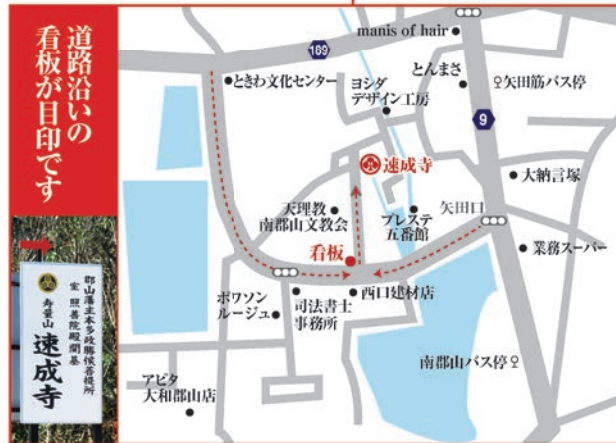 道路沿いの
看板が目印です
郡山藩主本多政勝候菩提所
室 照善院殿開基
寿量山
速成寺
manis of hair
189
ときわ文化センター
ヨシダ
デザイン工房
とんまさ
矢田筋バス停
9
速成寺
大納言塚
天理教
南郡山文教会
プレステ
五番館
矢田口
看板
業務スーパー
ポワソン
ルージュ
司法書士
事務所
西口建材店
南郡山バス停
アピタ
大和郡山店